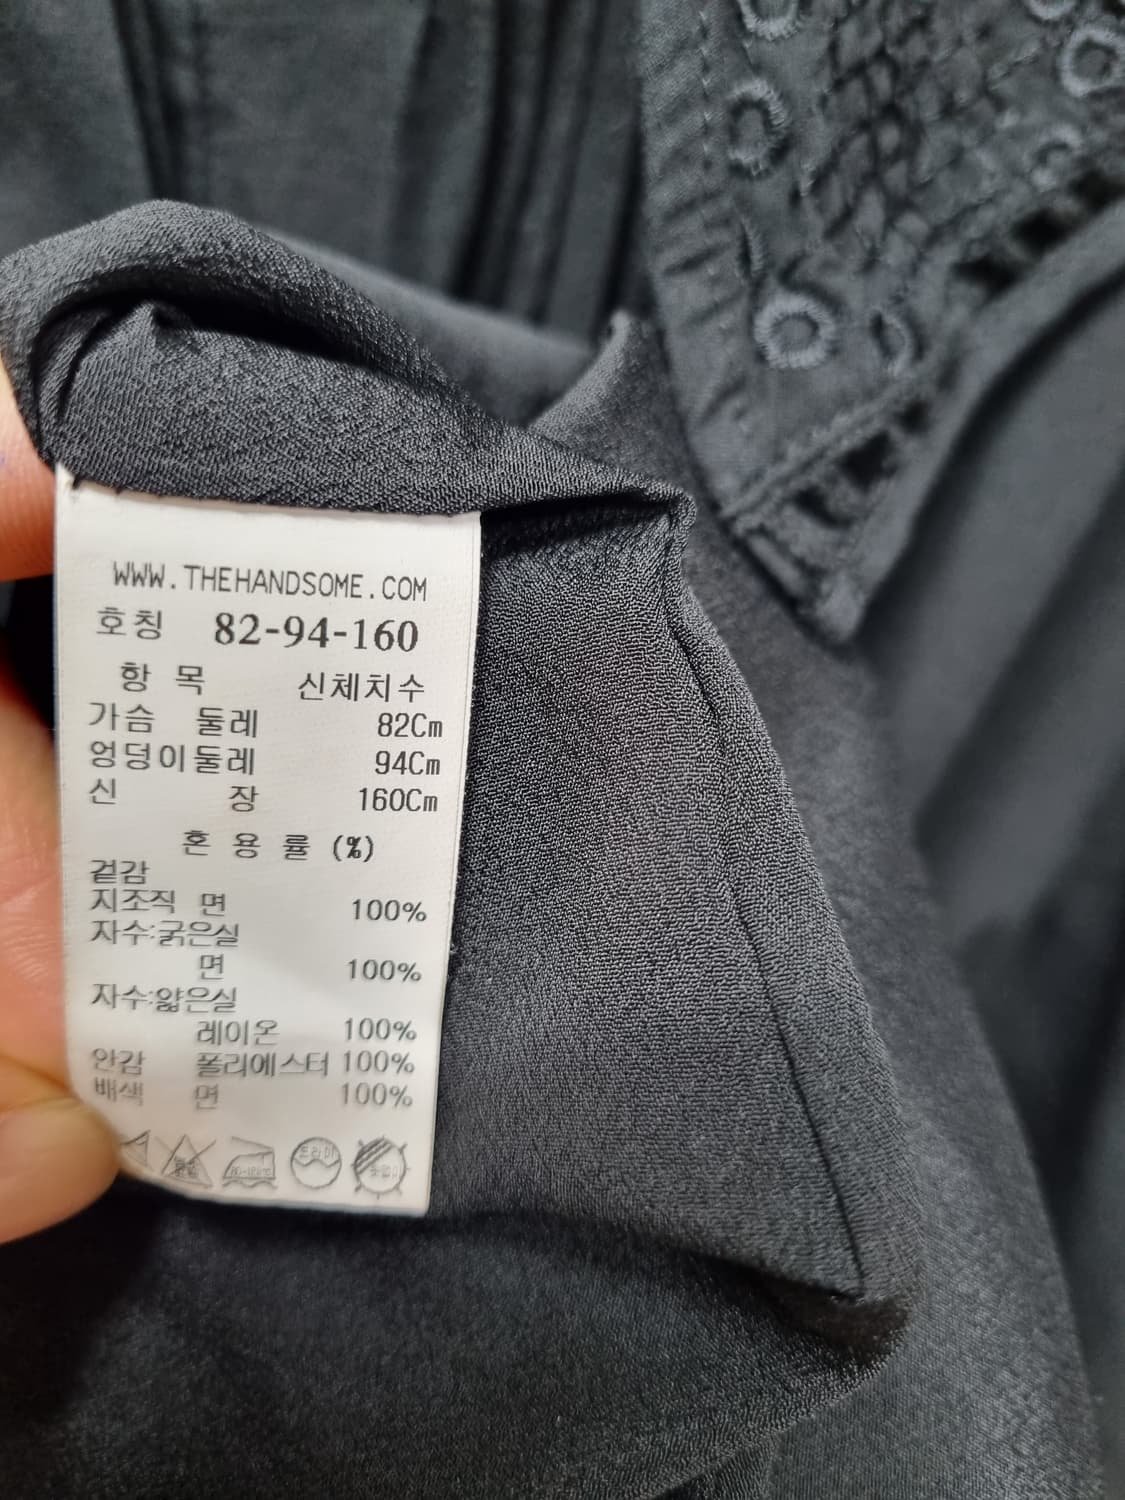 WWW.THEHANDSOME.COM
호칭 82-94-160
항 목 신체치수
가슴 둘레 82Cm
엉덩이둘레 94Cm
신 장 160Cm
혼 용 률 (%)
겉감
지조직 면 100%
자수:굵은실
면 100%
자수:얇은실
레이온 100%
안감 폴리에스터 100%
배색 면 100%
드라이